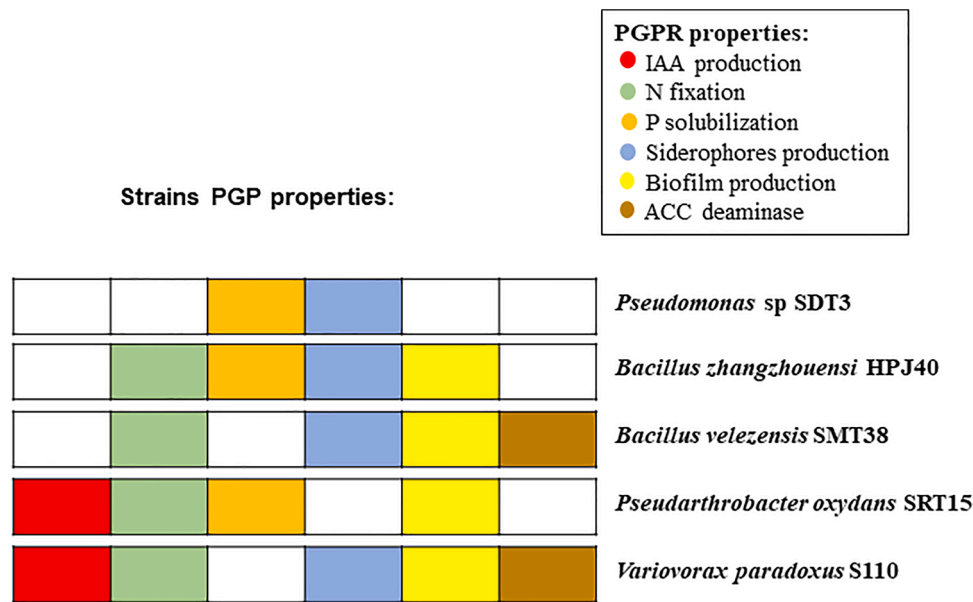 PGPR properties:
IAA production
N fixation
P solubilization
Siderophores production
Biofilm production
ACC deaminase
Strains PGP properties:
Pseudomonas sp SDT3
Bacillus zhangzhouensi HPJ40
Bacillus velezensis SMT38
Pseudarthrobacter oxydans SRT15
Variovorax paradoxus S110